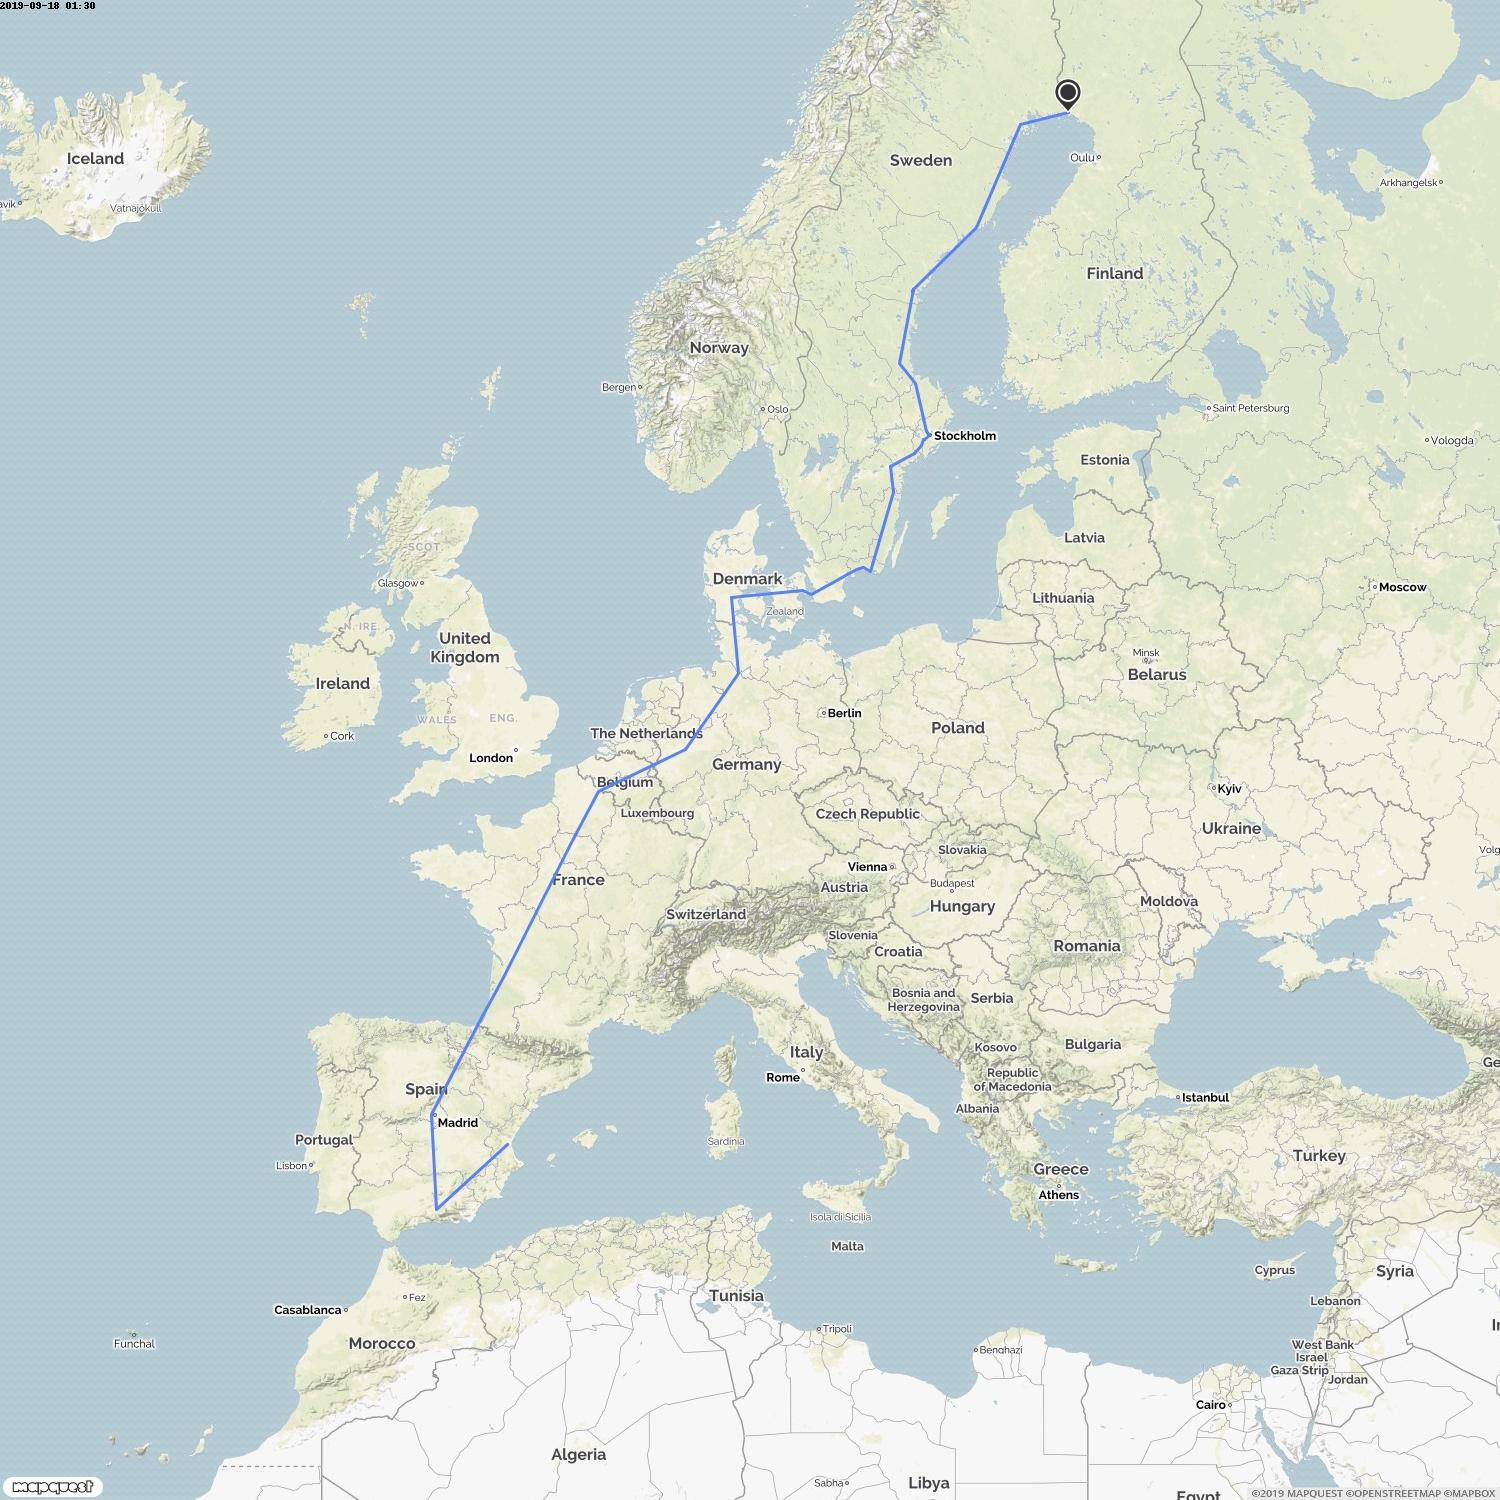 2019-09-18 01:30
Iceland
avik
Vatnajökull
Sweden
Oulu
Arkhangelsk
Finland
Norway
Bergen
Oslo
Saint Petersburg
Stockholm
Vologda
Estonia
Latvia
SCOT.
Glasgow
Denmark
Moscow
Lithuania
Zealand
N. IRE.
United
Kingdom
Minsk
Belarus
Ireland
WALES
ENG.
Berlin
Cork
The Netherlands
Poland
London
Germany
Belgium
Kyiv
Luxembourg
Czech Republic
Ukraine
Slovakia
Volg
Vienna
France
Austria
Budapest
Hungary
Moldova
Switzerland
Slovenia
Croatia
Romania
Bosnia and
Herzegovina
Serbia
Bulgaria
Kosovo
Italy
Ge
Rome
Republic
of Macedonia
Spain
Istanbul
Albania
Madrid
Portugal
Sardinia
Turkey
Lisbon
Greece
Athens
Isola di Sicilia
Malta
Cyprus
Syria
Tunisia
Fez
Lebanon
Casablanca
Tripoli
Ir
Funchal
Morocco
Benghazi
West Bank
Israel
Gaza Strip
Jordan
Cairo
Algeria
Sabha
Libya
mapquest
Egypt
©2019 MAPQUEST ©OPENSTREETMAP ©MAPBOX